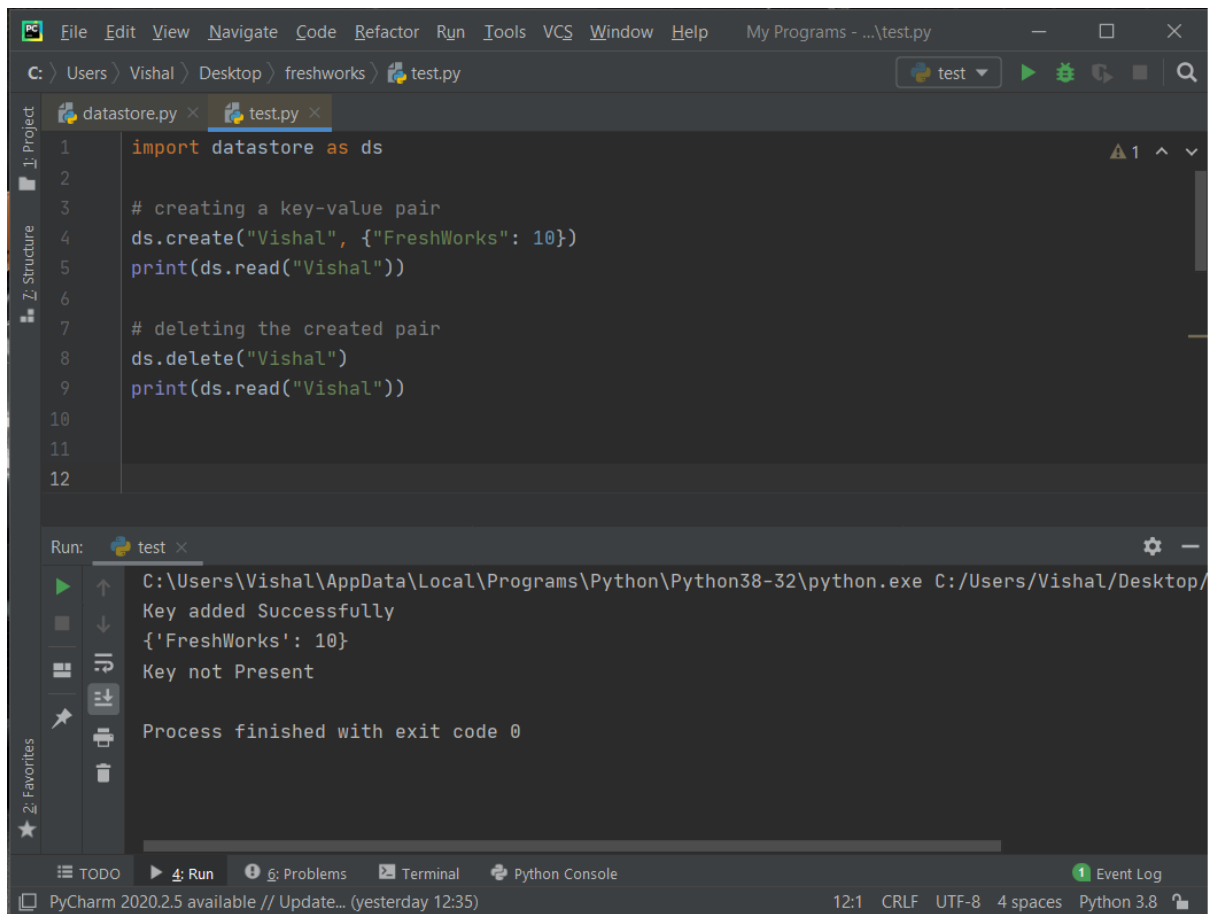 PC File Edit View Navigate Code Refactor Run Tools VCS Window Help My Programs - ...\test.py
C: Users Vishal Desktop freshworks test.py test
datastore.py test.py
1: Project
7: Structure
2: Favorites
1 import datastore as ds
1
2
3 # creating a key-value pair
4 ds.create("Vishal", {"FreshWorks": 10})
5 print(ds.read("Vishal"))
6
7 # deleting the created pair
8 ds.delete("Vishal")
9 print(ds.read("Vishal"))
10
11
12
Run: test
C:\Users\Vishal\AppData\Local\Programs\Python\Python38-32\python.exe C:/Users/Vishal/Desktop/
Key added Successfully
{'FreshWorks': 10}
Key not Present
Process finished with exit code 0
TODO 4: Run 6: Problems Terminal Python Console 1 Event Log
PyCharm 2020.2.5 available // Update... (yesterday 12:35) 12:1 CRLF UTF-8 4 spaces Python 3.8